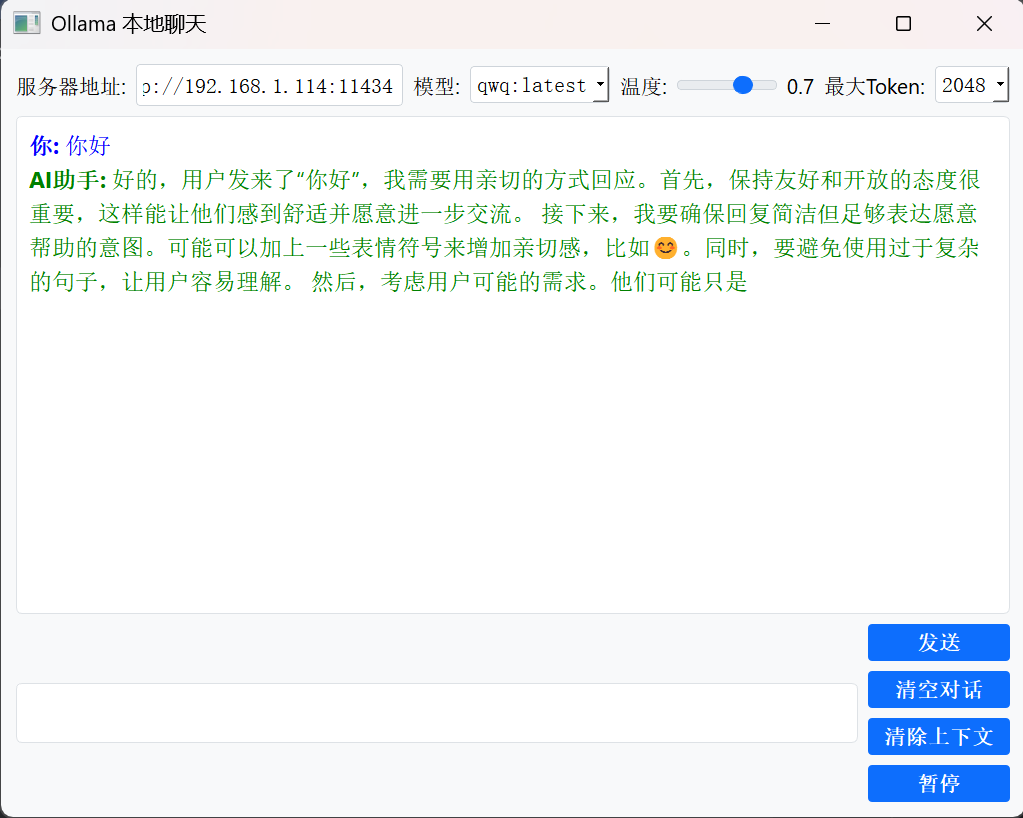 Ollama 本地聊天
服务器地址: p://192.168.1.114:11434 模型: qwq:latest 温度: 0.7 最大Token: 2048
你: 你好
AI助手: 好的，用户发来了“你好”，我需要用亲切的方式回应。首先，保持友好和开放的态度很
重要，这样能让他们感到舒适并愿意进一步交流。 接下来，我要确保回复简洁但足够表达愿意
帮助的意图。可能可以加上一些表情符号来增加亲切感，比如😊。同时，要避免使用过于复杂
的句子，让用户容易理解。 然后，考虑用户可能的需求。他们可能只是
发送
清空对话
清除上下文
暂停